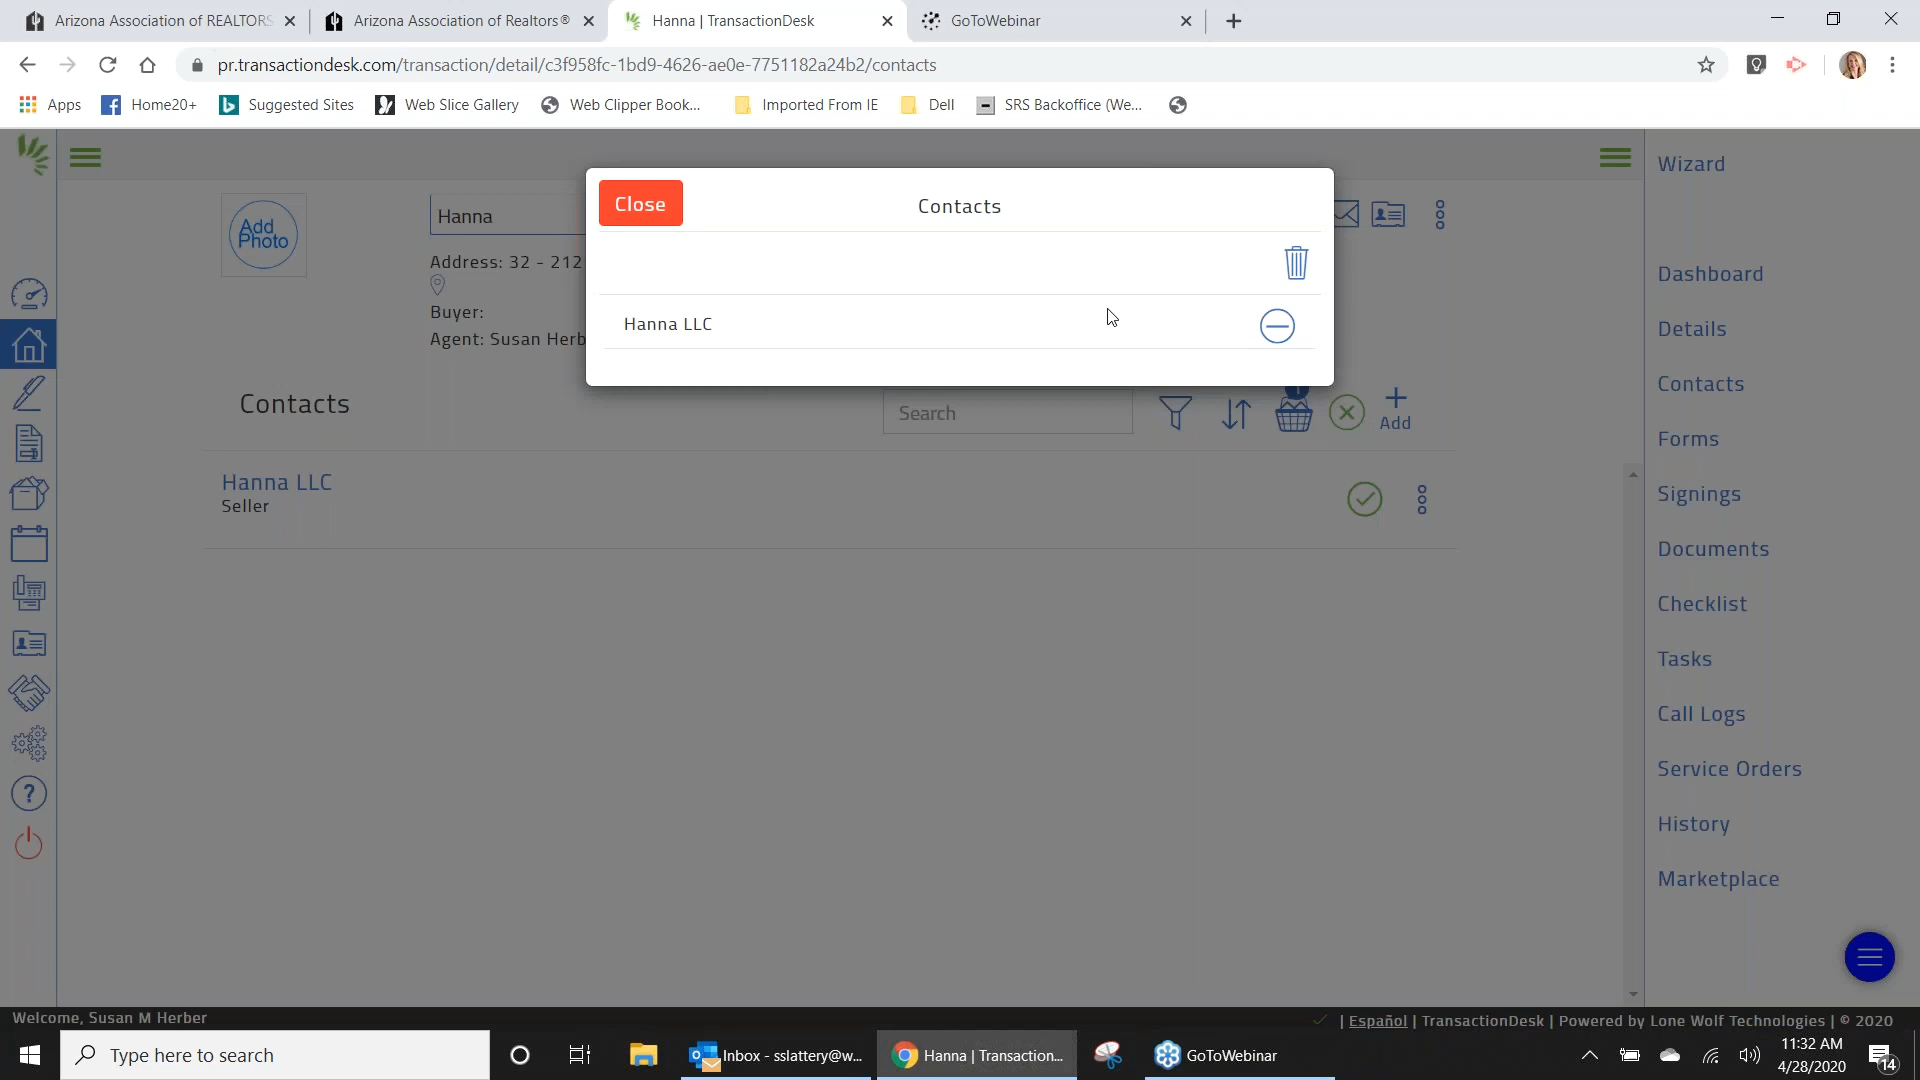 Arizona Association of REALTORS
Arizona Association of Realtors®
Hanna | TransactionDesk
GoToWebinar
pr.transactiondesk.com/transaction/detail/c3f958fc-1bd9-4626-ae0e-7751182a24b2/contacts
Apps
Home20+
Suggested Sites
Web Slice Gallery
Web Clipper Book...
Imported From IE
Dell
SRS Backoffice (We...
Close
Contacts
Hanna LLC
Add
Photo
Hanna
Address: 32 - 212
Buyer:
Agent: Susan Herb
Contacts
Search
Add
Hanna LLC
Seller
Wizard
Dashboard
Details
Contacts
Forms
Signings
Documents
Checklist
Tasks
Call Logs
Service Orders
History
Marketplace
Welcome, Susan M Herber
| Español | TransactionDesk | Powered by Lone Wolf Technologies | © 2020
Type here to search
Inbox - sslattery@w...
Hanna | Transaction...
GoToWebinar
11:32 AM
4/28/2020
14